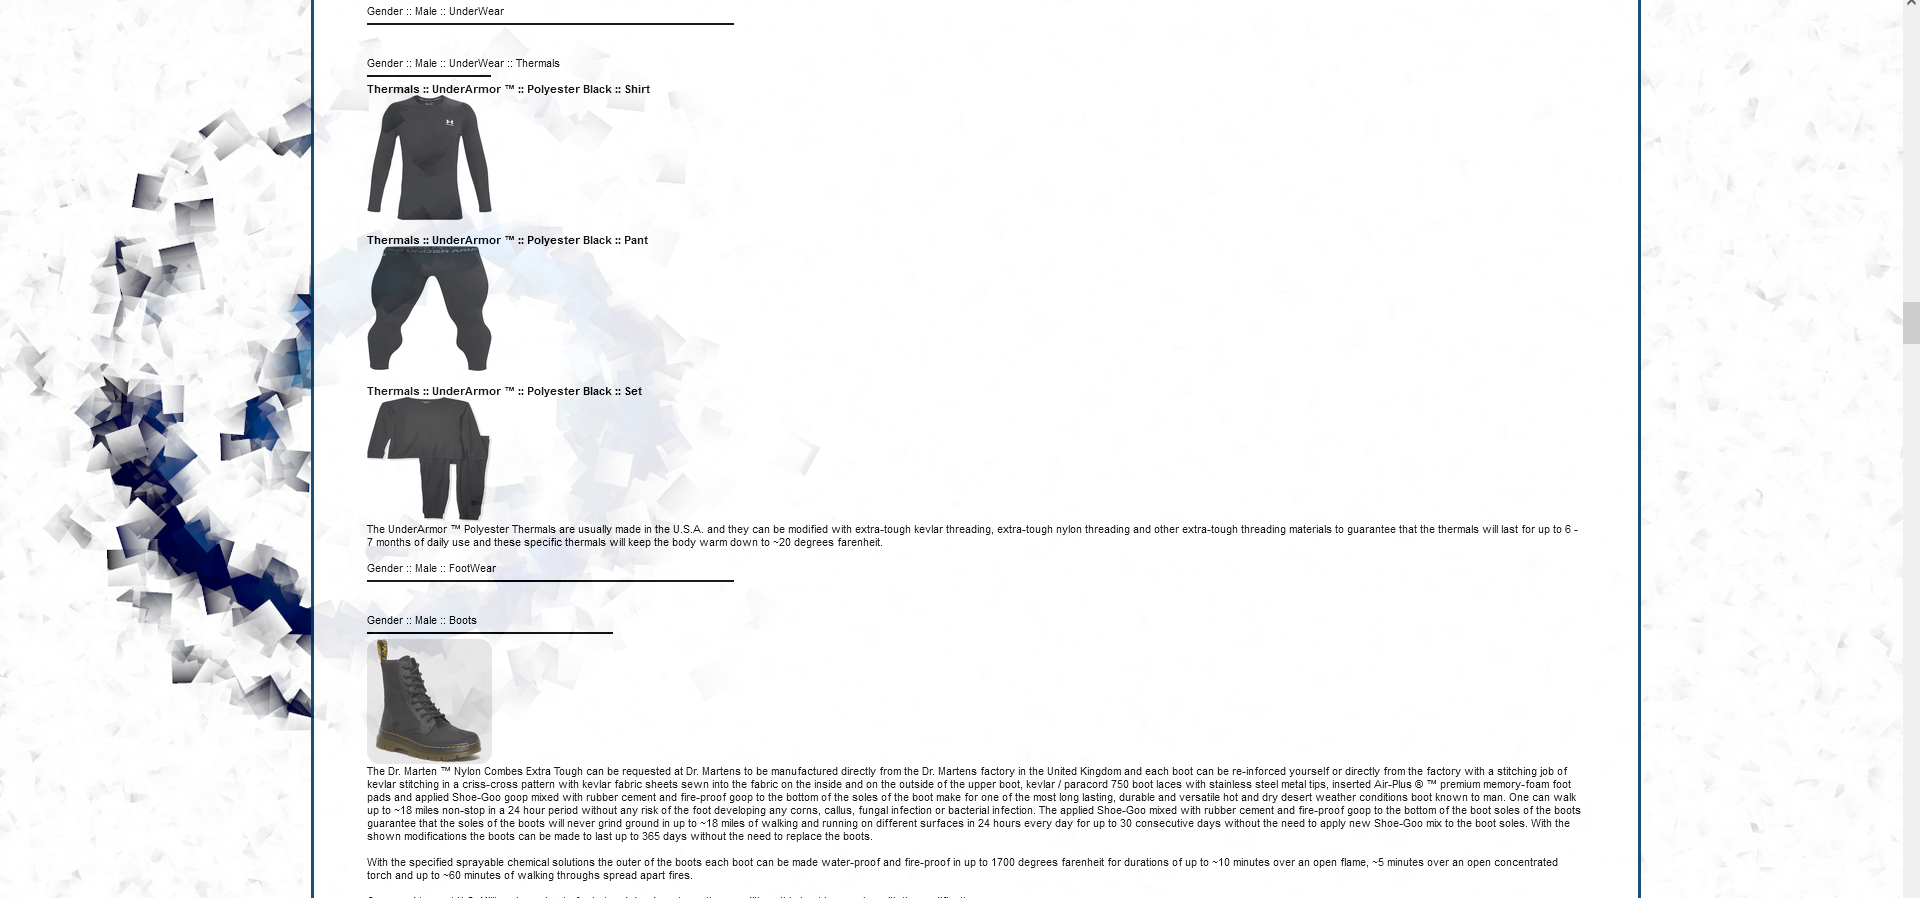 Gender :: Male :: UnderWear
Gender :: Male :: UnderWear :: Thermals
Thermals :: UnderArmor ™ :: Polyester Black :: Shirt
Thermals :: UnderArmor ™ :: Polyester Black :: Pant
UNDER ARM
Thermals :: UnderArmor ™ :: Polyester Black :: Set
The UnderArmor ™ Polyester Thermals are usually made in the U.S.A. and they can be modified with extra-tough kevlar threading, extra-tough nylon threading and other extra-tough threading materials to guarantee that the thermals will last for up to 6 -
7 months of daily use and these specific thermals will keep the body warm down to ~20 degrees farenheit.
Gender :: Male :: FootWear
Gender :: Male :: Boots
The Dr. Marten ™ Nylon Combes Extra Tough can be requested at Dr. Martens to be manufactured directly from the Dr. Martens factory in the United Kingdom and each boot can be re-inforced yourself or directly from the factory with a stitching job of
kevlar stitching in a criss-cross pattern with kevlar fabric sheets sewn into the fabric on the inside and on the outside of the upper boot, kevlar / paracord 750 boot laces with stainless steel metal tips, inserted Air-Plus ® ™ premium memory-foam foot
pads and applied Shoe-Goo goop mixed with rubber cement and fire-proof goop to the bottom of the soles of the boot make for one of the most long lasting, durable and versatile hot and dry desert weather conditions boot known to man. One can walk
up to ~18 miles non-stop in a 24 hour period without any risk of the foot developing any corns, callus, fungal infection or bacterial infection. The applied Shoe-Goo mixed with rubber cement and fire-proof goop to the bottom of the boot soles of the boots
guarantee that the soles of the boots will never grind ground in up to ~18 miles of walking and running on different surfaces in 24 hours every day for up to 30 consecutive days without the need to apply new Shoe-Goo mix to the boot soles. With the
shown modifications the boots can be made to last up to 365 days without the need to replace the boots.
With the specified sprayable chemical solutions the outer of the boots each boot can be made water-proof and fire-proof in up to 1700 degrees farenheit for durations of up to ~10 minutes over an open flame, ~5 minutes over an open concentrated
torch and up to ~60 minutes of walking throughs spread apart fires.